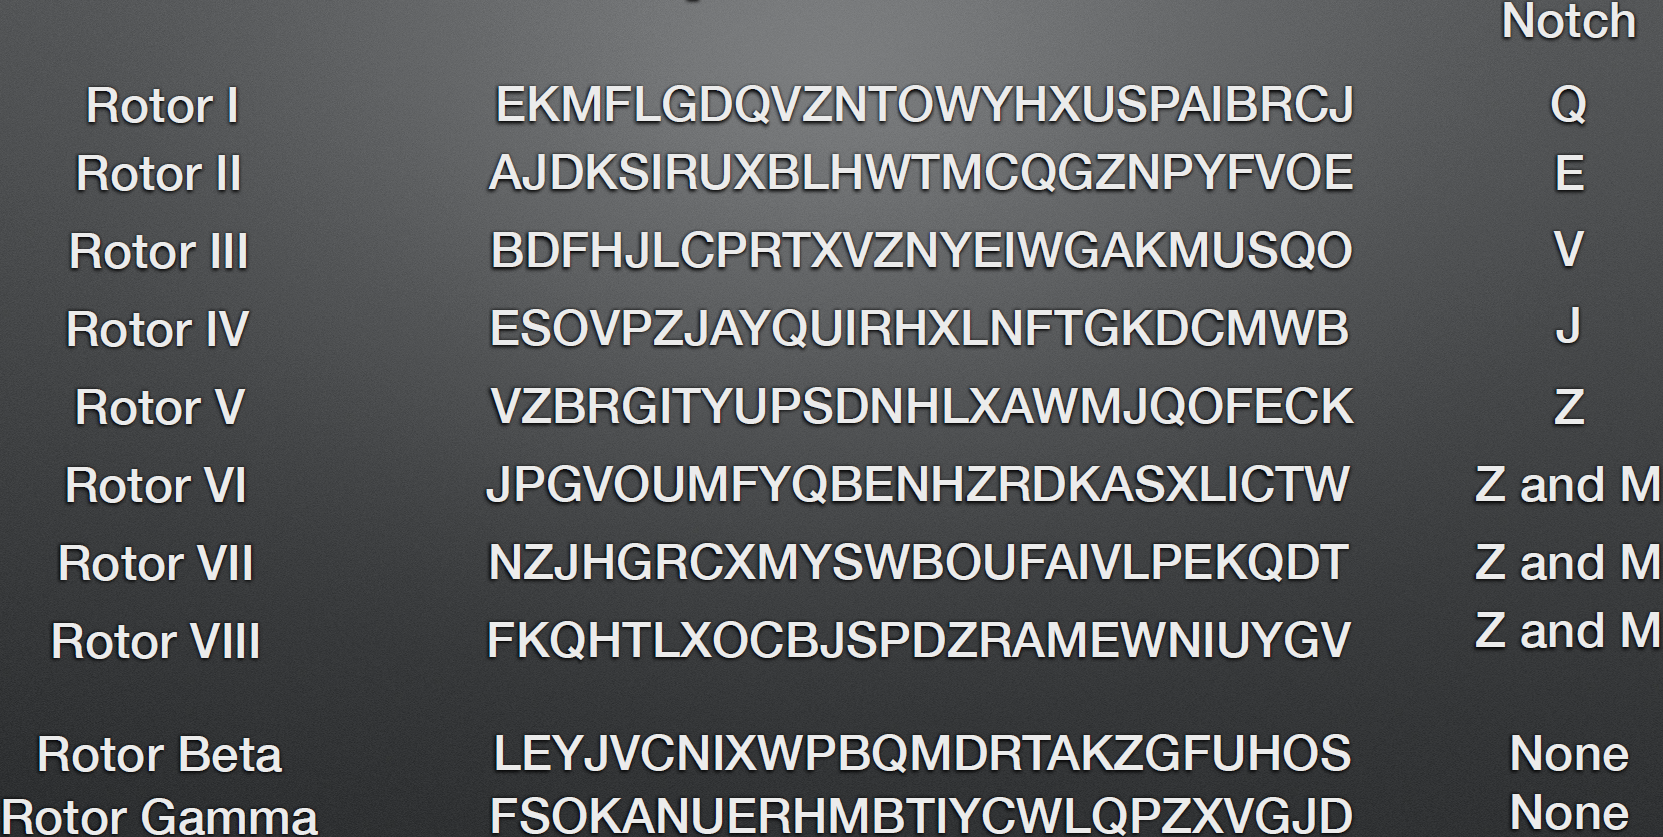 Notch
Rotor I EKMFLGDQVZNTOWYHXUSPAIBRCJ Q
Rotor II AJDKSIRUXBLHWTMCQGZNPYFVOE E
Rotor III BDFHJLCPRTXVZNYEIWGAKMUSQO V
Rotor IV ESOVPZJAYQUIRHXLNFTGKDCMWB J
Rotor V VZBRGITYUPSDNHLXAWMJQOFECK Z
Rotor VI JPGVOUMFYQBENHZRDKASXLICTW Z and M
Rotor VII NZJHGRCXMYSWBOUFAIVLPEKQDT Z and M
Rotor VIII FKQHTLXOCBJSPDZRAMEWNIUYGV Z and M
Rotor Beta LEYJVCNIXWPBQMDRTAKZGFUHOS None
Rotor Gamma FSOKANUERHMBTIYCWLQPZXVGJD None